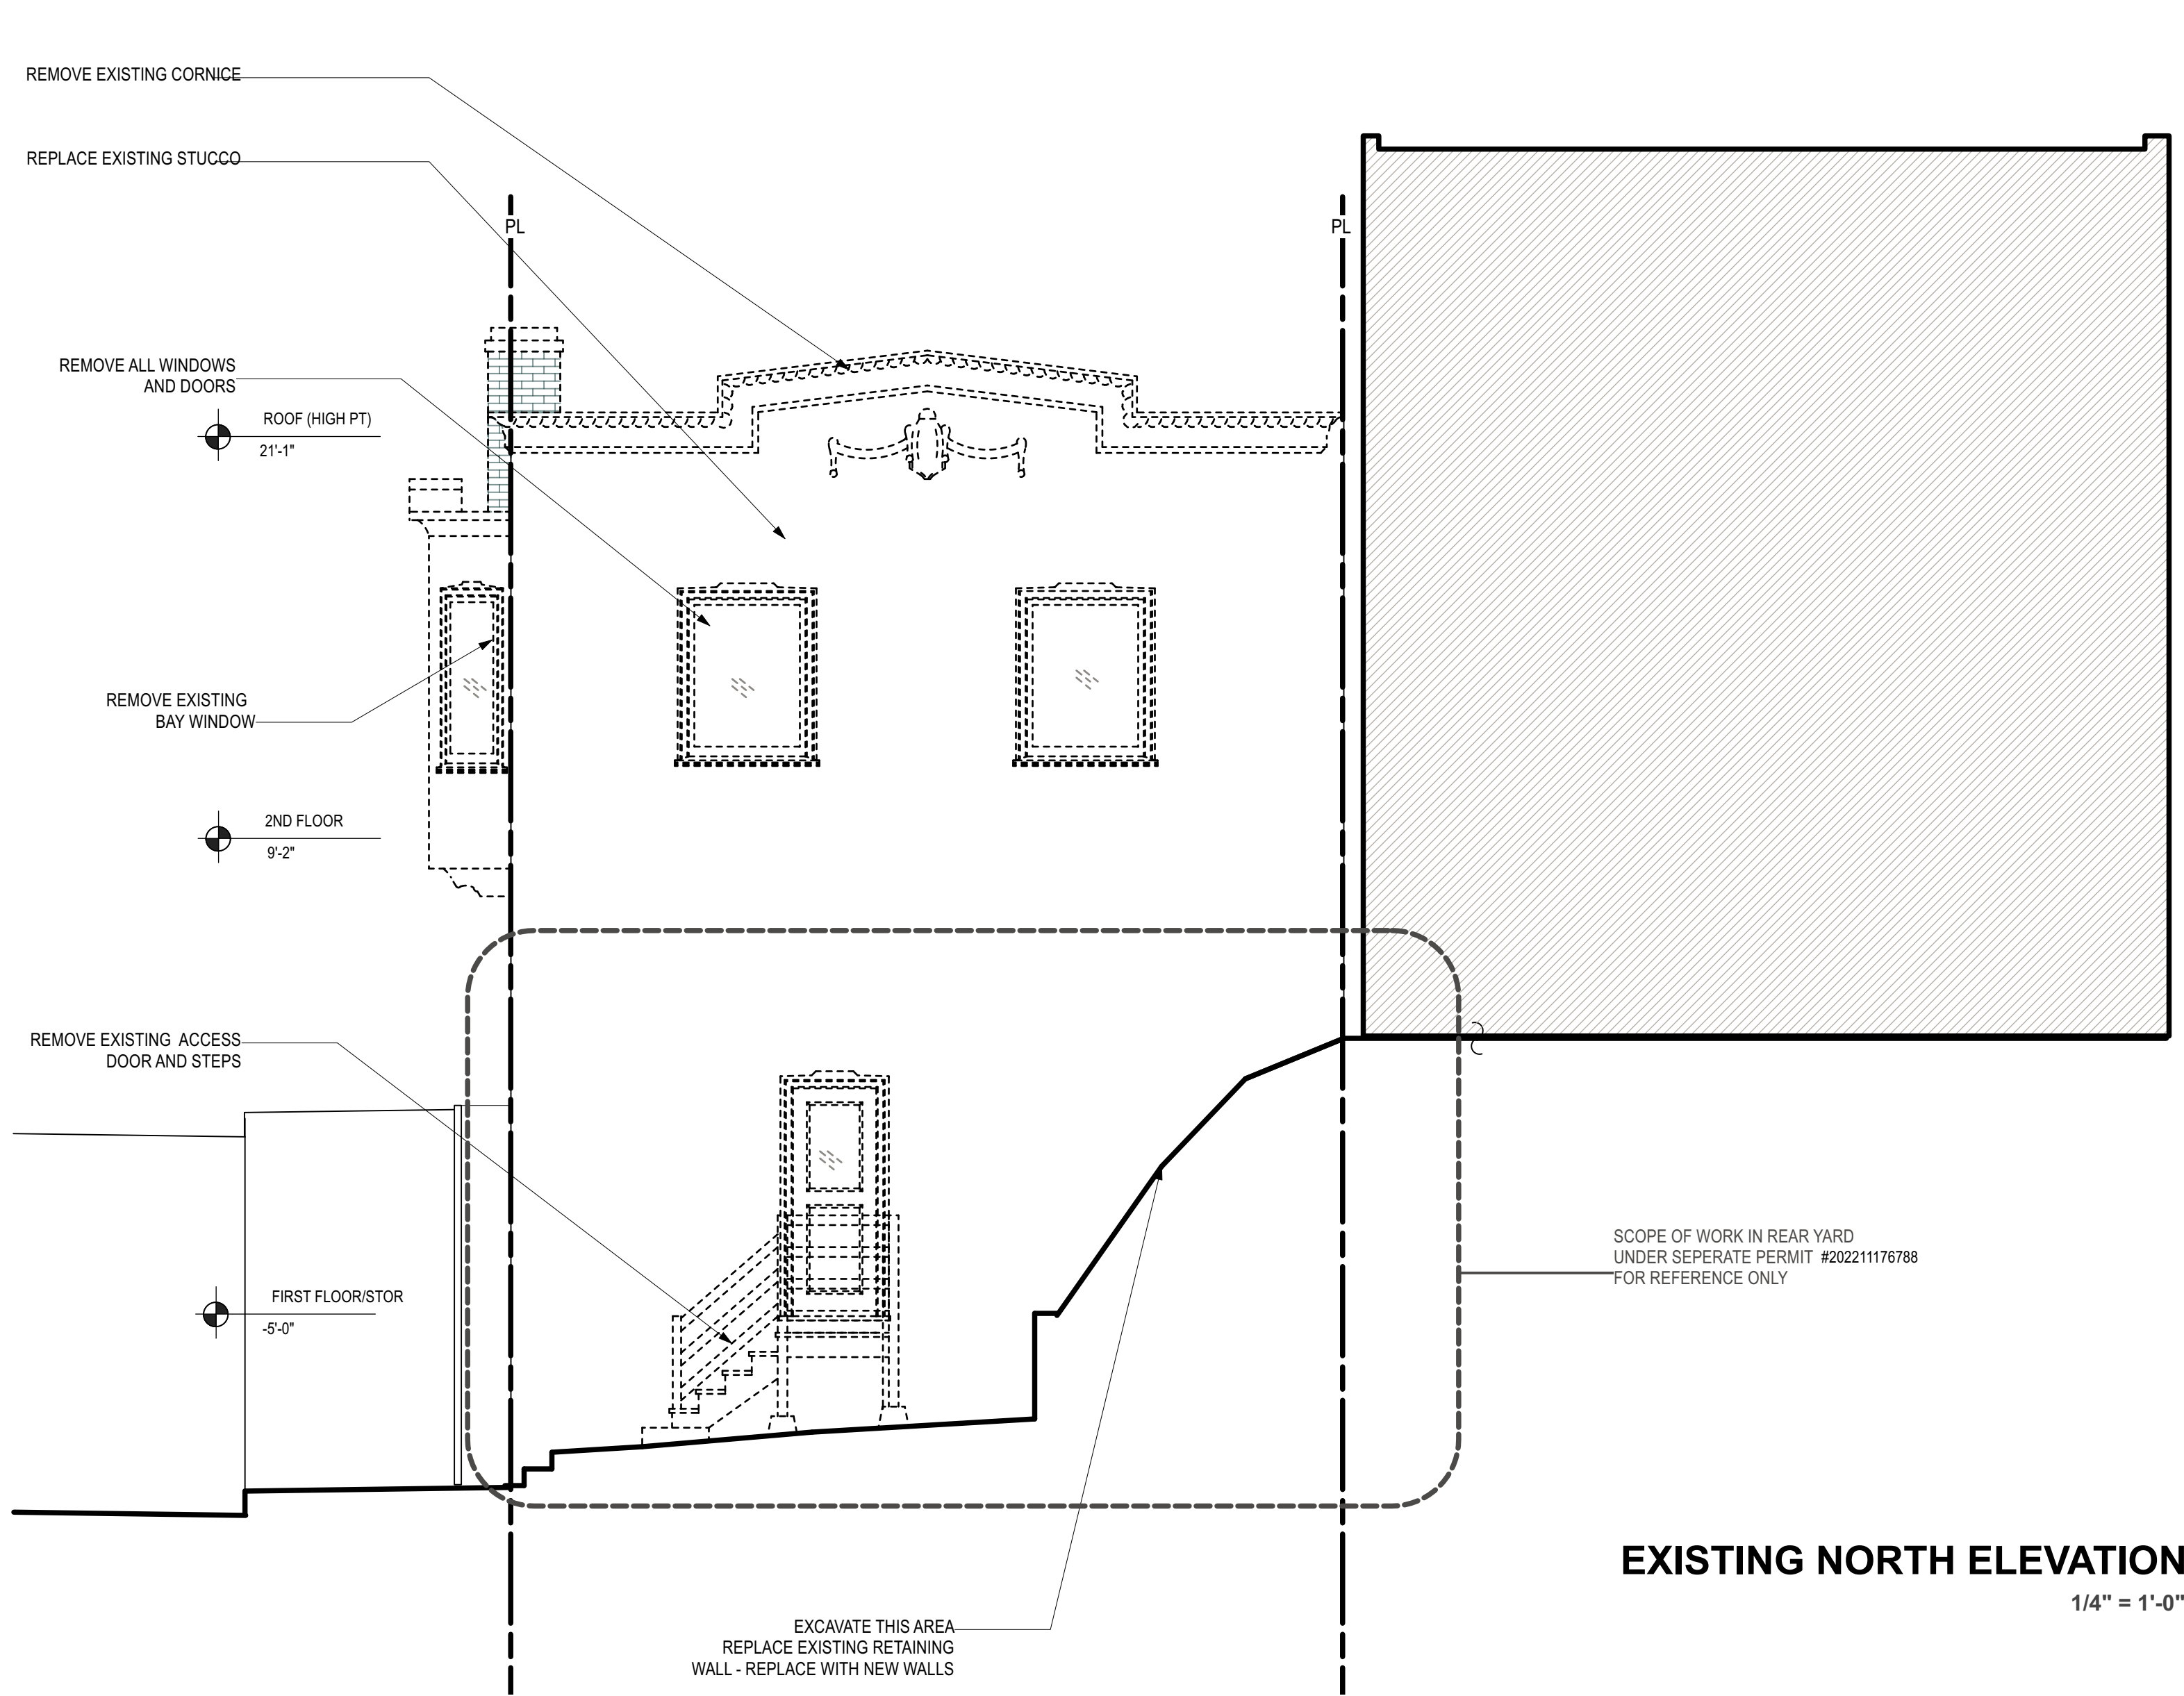 REMOVE EXISTING CORNICE
REPLACE EXISTING STUCCO
PL
PL
REMOVE ALL WINDOWS
AND DOORS
ROOF (HIGH PT)
21'-1"
REMOVE EXISTING
BAY WINDOW
2ND FLOOR
9'-2"
REMOVE EXISTING ACCESS
DOOR AND STEPS
SCOPE OF WORK IN REAR YARD
UNDER SEPERATE PERMIT #202211176788
FOR REFERENCE ONLY
FIRST FLOOR/STOR
-5'-0"
EXISTING NORTH ELEVATION
1/4" = 1'-0"
EXCAVATE THIS AREA
REPLACE EXISTING RETAINING
WALL - REPLACE WITH NEW WALLS